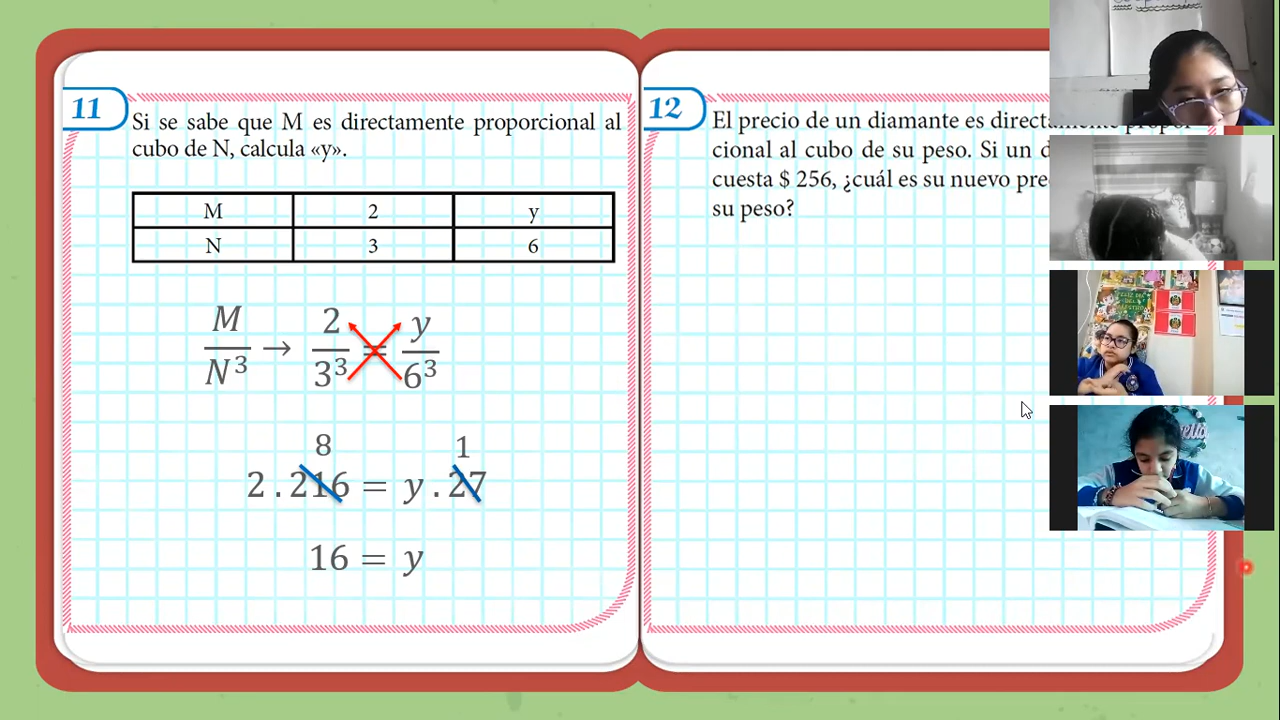 11
Si se sabe que M es directamente proporcional al
cubo de N, calcula «y».
M 2 y
N 3 6
M/N³ → 2/3³ = y/6³
8 1
2 . 216 = y . 27
16 = y
12
El precio de un diamante es directamente propor-
cional al cubo de su peso. Si un
cuesta $ 256, ¿cuál es su nuevo
su peso?